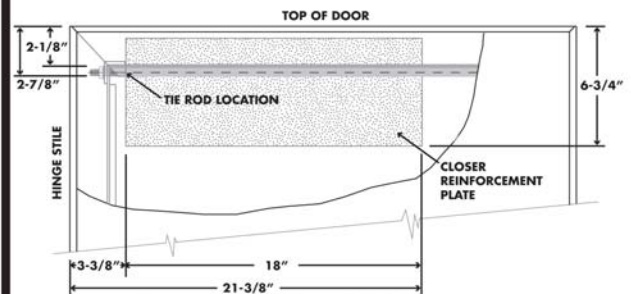 TOP OF DOOR
2-1/8"
2-7/8"
6-3/4"
TIE ROD LOCATION
HINGE STILE
CLOSER
REINFORCEMENT
PLATE
3-3/8"
18"
21-3/8"